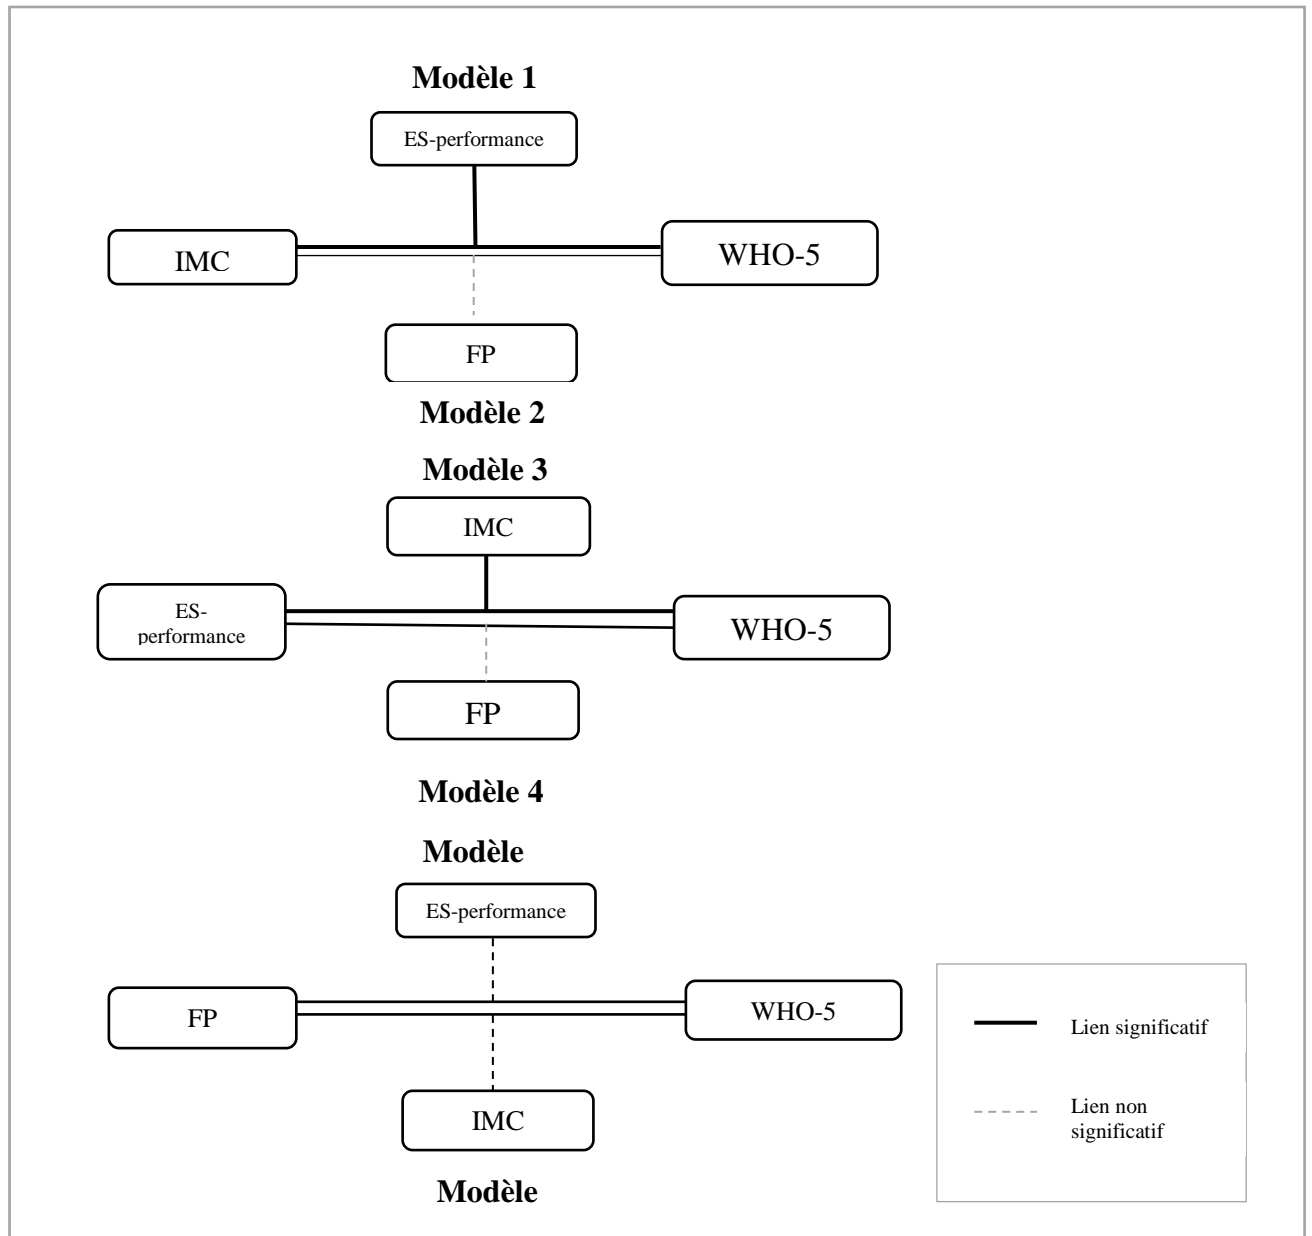 Modèle 1
ES-performance
IMC
WHO-5
FP
Modèle 2
Modèle 3
IMC
ES-
performance
WHO-5
FP
Modèle 4
Modèle
ES-performance
FP
WHO-5
IMC
Modèle
Lien significatif
Lien non
significatif